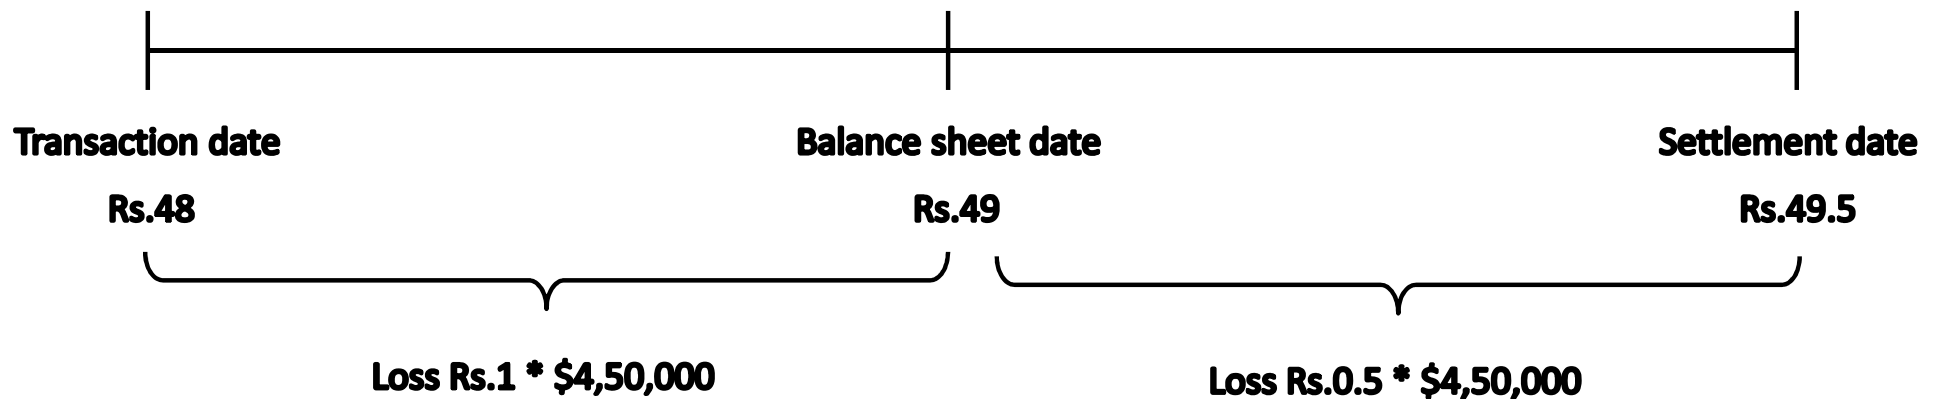 Transaction date
Balance sheet date
Settlement date
Rs.48
Rs.49
Rs.49.5
Loss Rs.1 * $4,50,000
Loss Rs.0.5 * $4,50,000